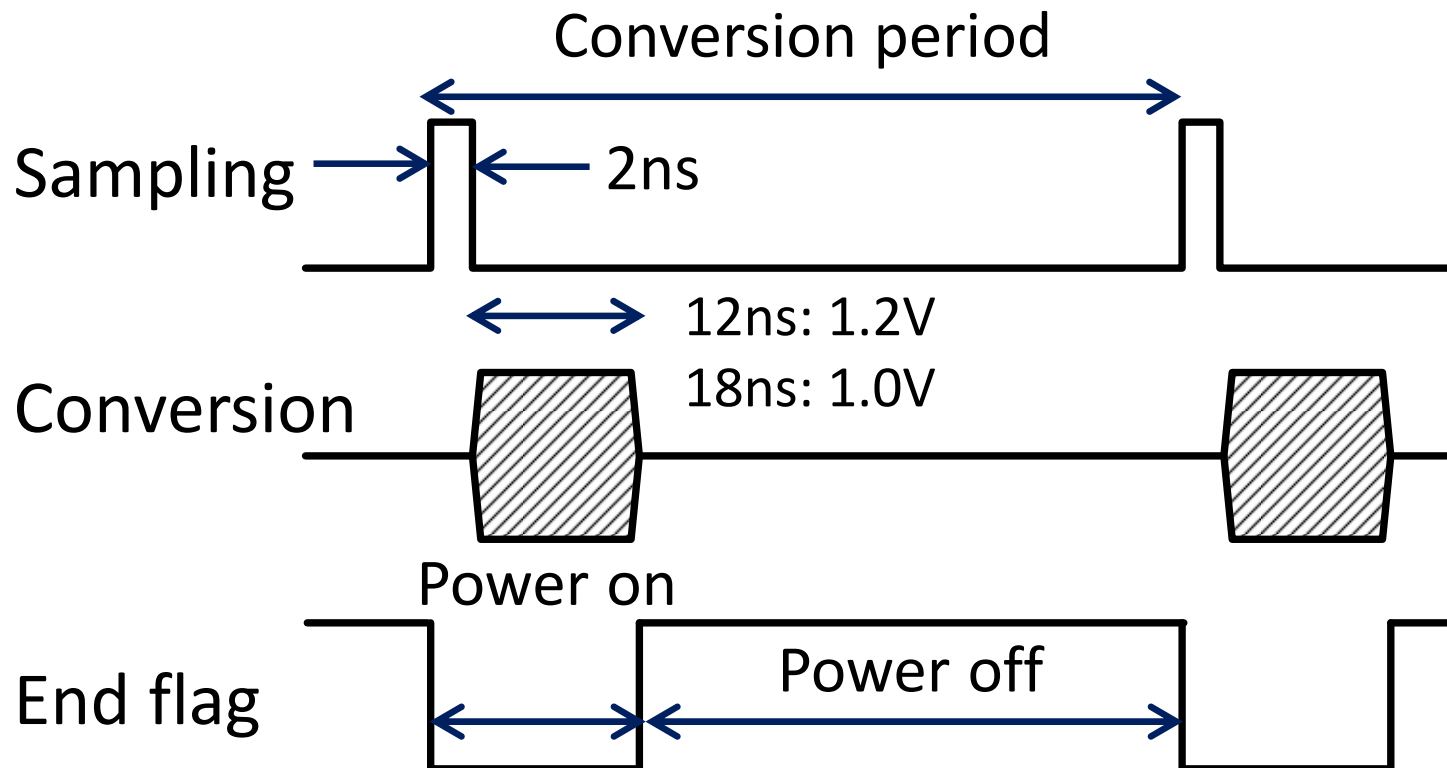 Conversion period
Sampling
2ns
12ns: 1.2V
18ns: 1.0V
Conversion
Power on
Power off
End flag